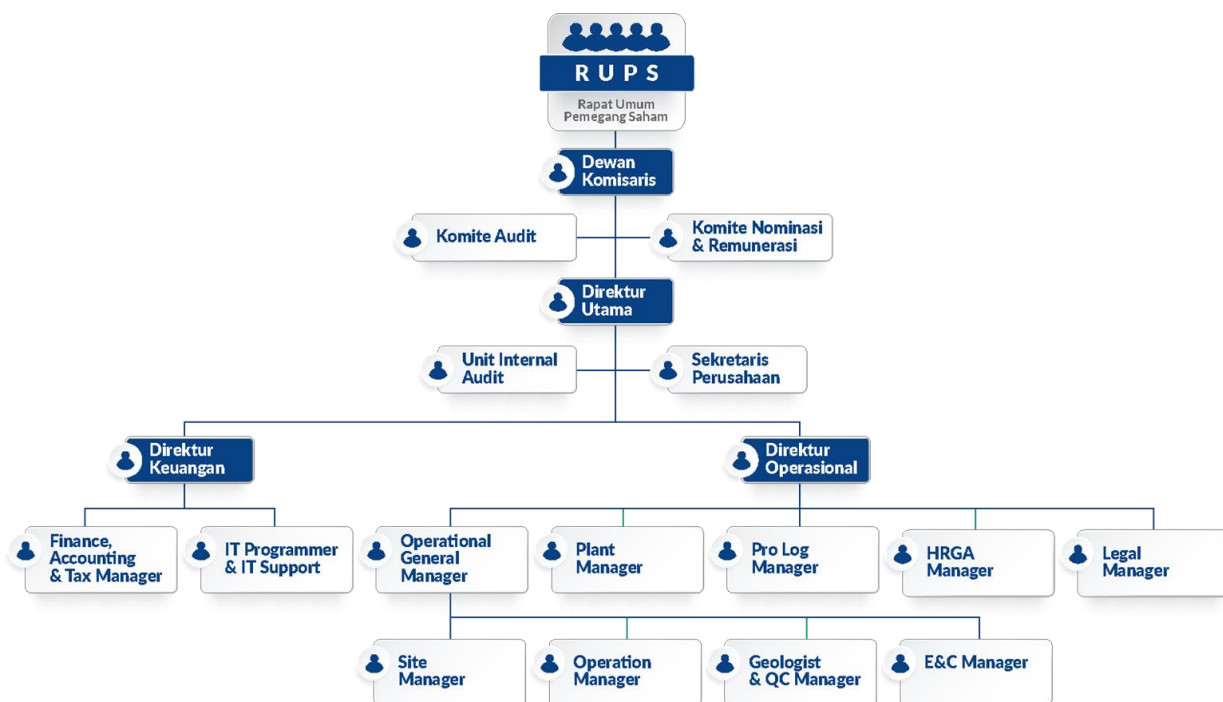 RUPS
Rapat Umum
Pemegang Saham
Dewan
Komisaris
Komite Audit
Komite Nominasi
& Remunerasi
Direktur
Utama
Unit Internal
Audit
Sekretaris
Perusahaan
Direktur
Keuangan
Direktur
Operasional
Finance,
Accounting
& Tax Manager
IT Programmer
& IT Support
Operational
General
Manager
Plant
Manager
Pro Log
Manager
HRGA
Manager
Legal
Manager
Site
Manager
Operation
Manager
Geologist
& QC Manager
E&C Manager